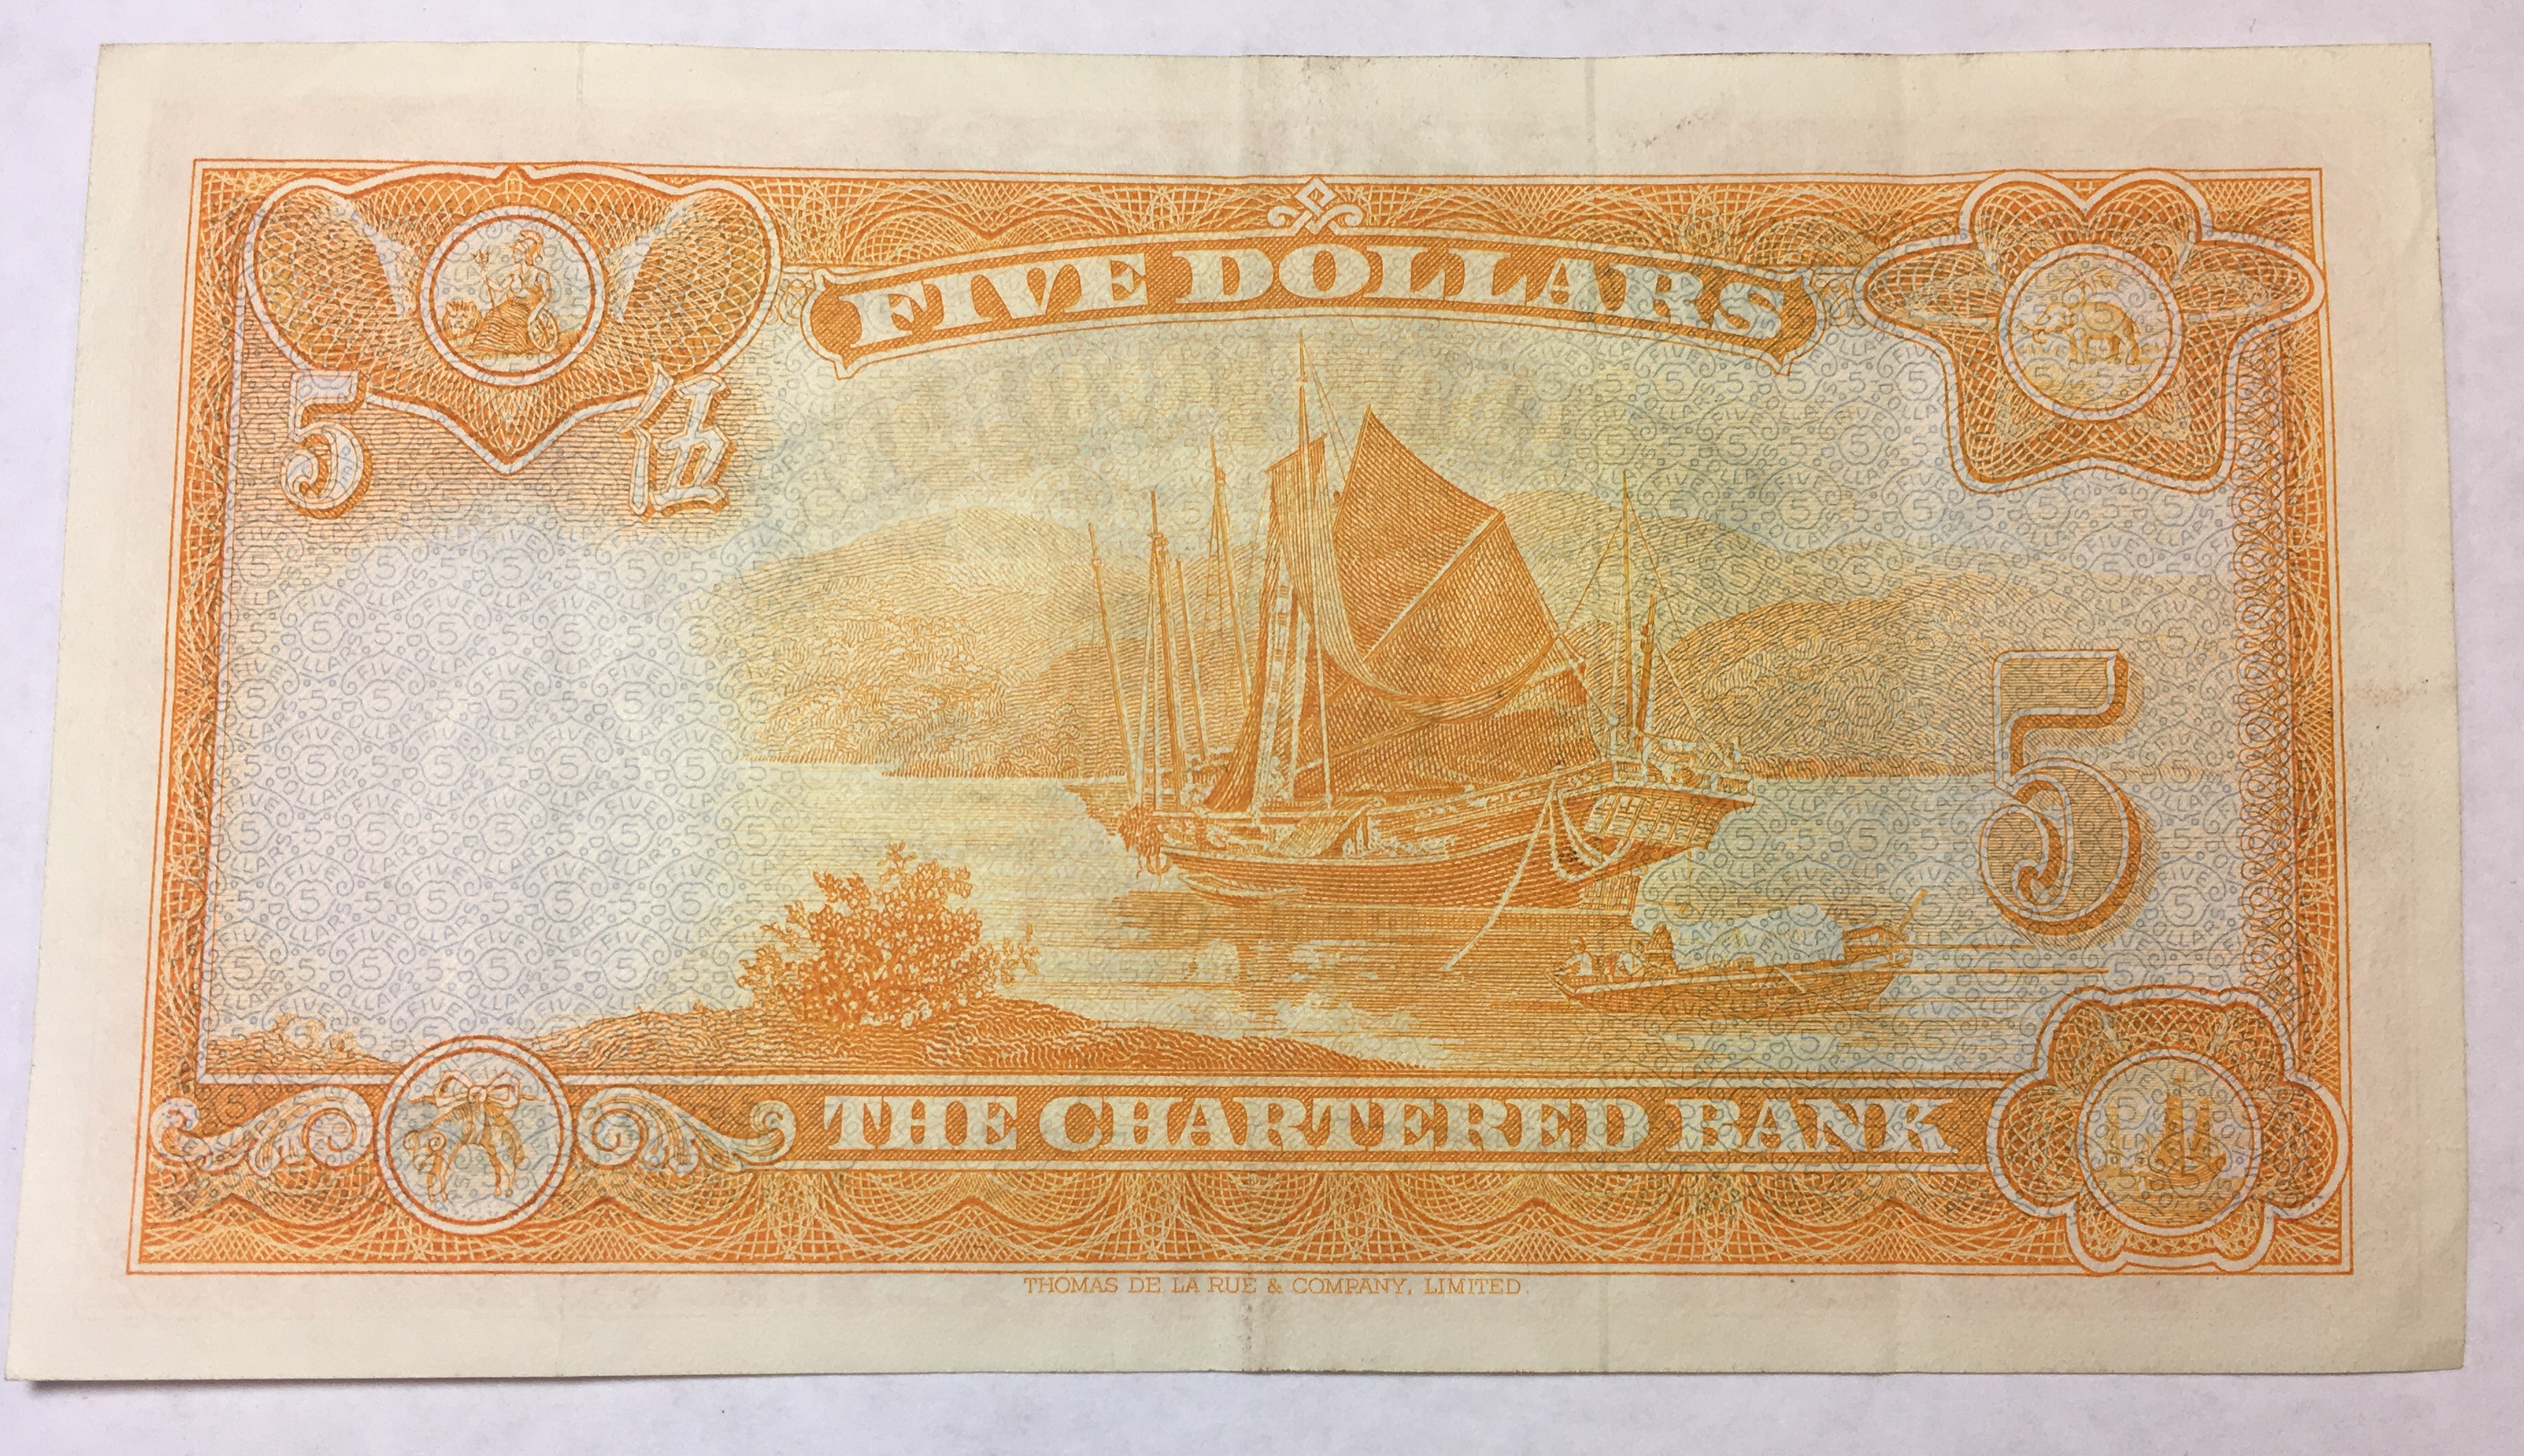 FIVE DOLLARS
5 伍
5
THE CHARTERED BANK
THOMAS DE LA RUE & COMPANY, LIMITED.